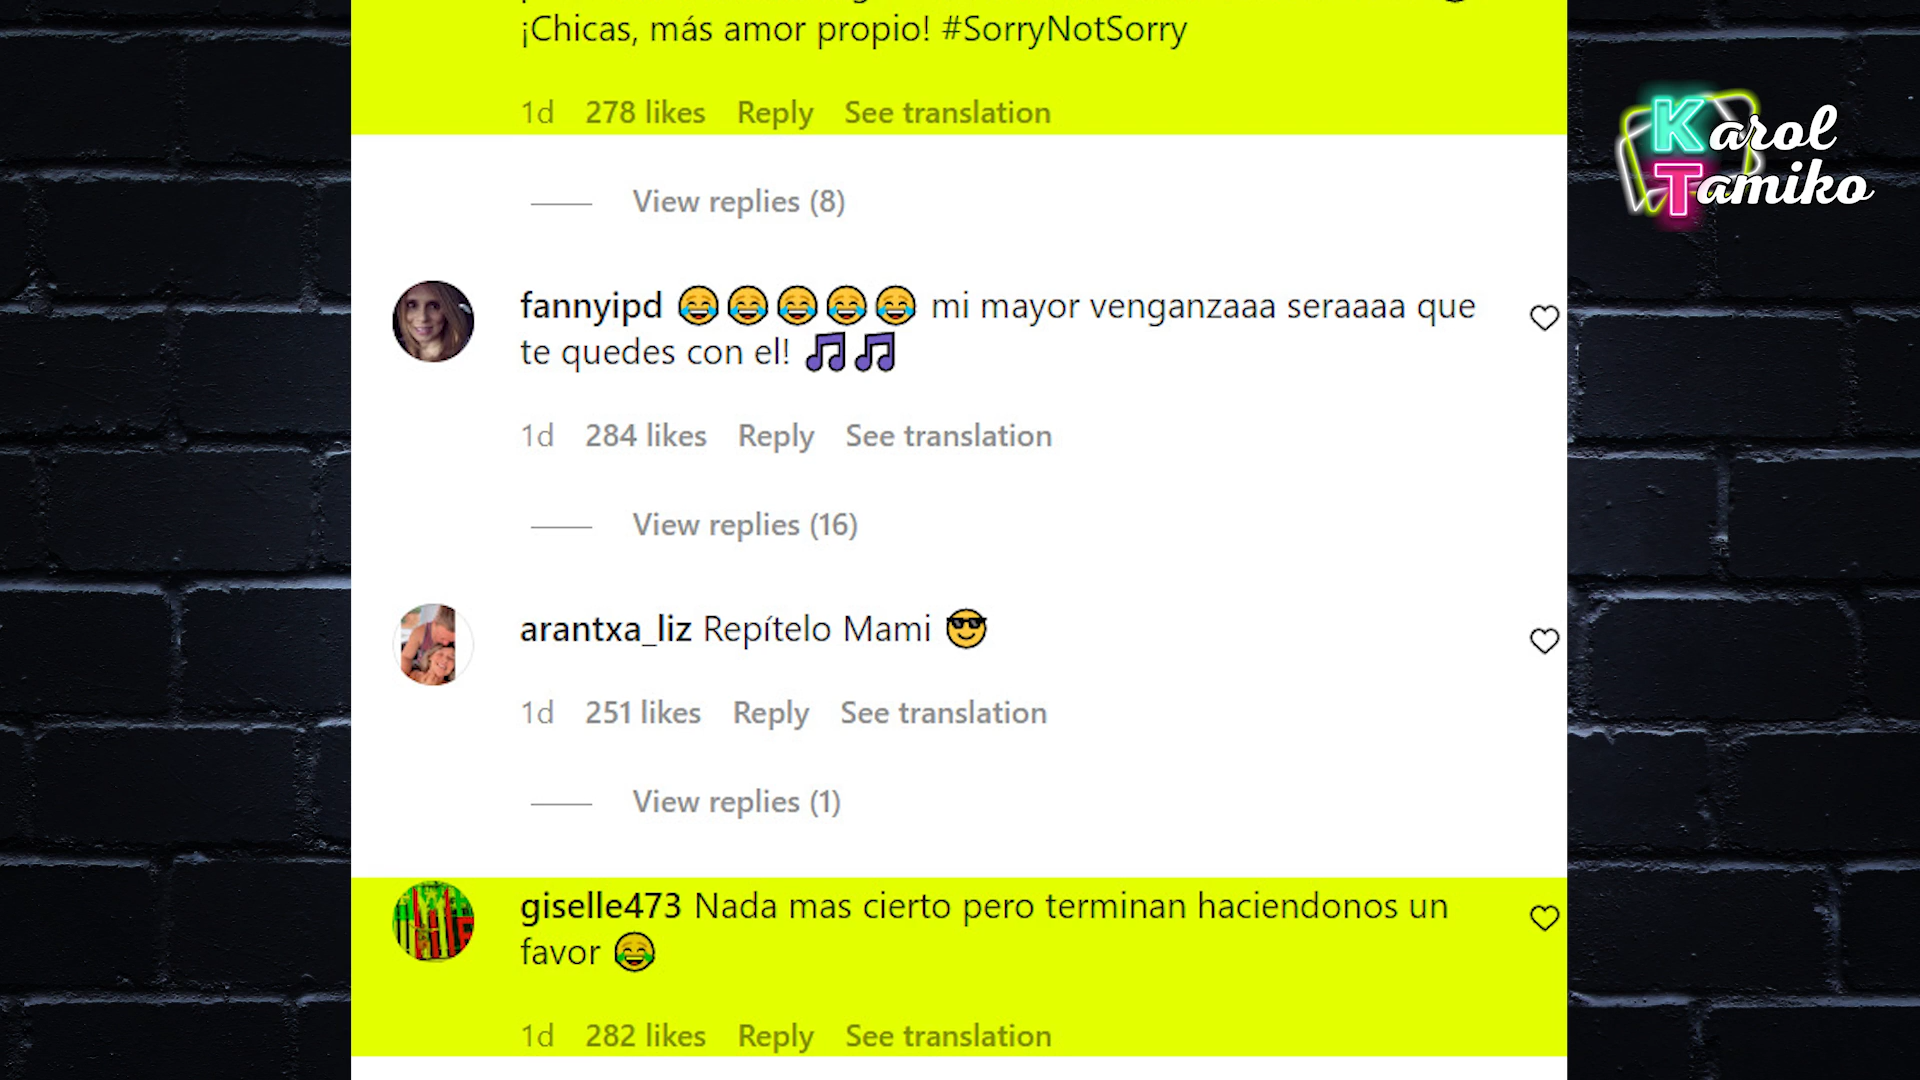 ¡Chicas, más amor propio! #SorryNotSorry
1d 278 likes Reply See translation
View replies (8)
Karol
Tamiko
fannyipd 😂😂😂😂😂 mi mayor venganzaaa seraaaa que
te quedes con el! 🎵🎵
1d 284 likes Reply See translation
View replies (16)
arantxa_liz Repítelo Mami 😎
1d 251 likes Reply See translation
View replies (1)
giselle473 Nada mas cierto pero terminan haciendonos un
favor 😂
1d 282 likes Reply See translation